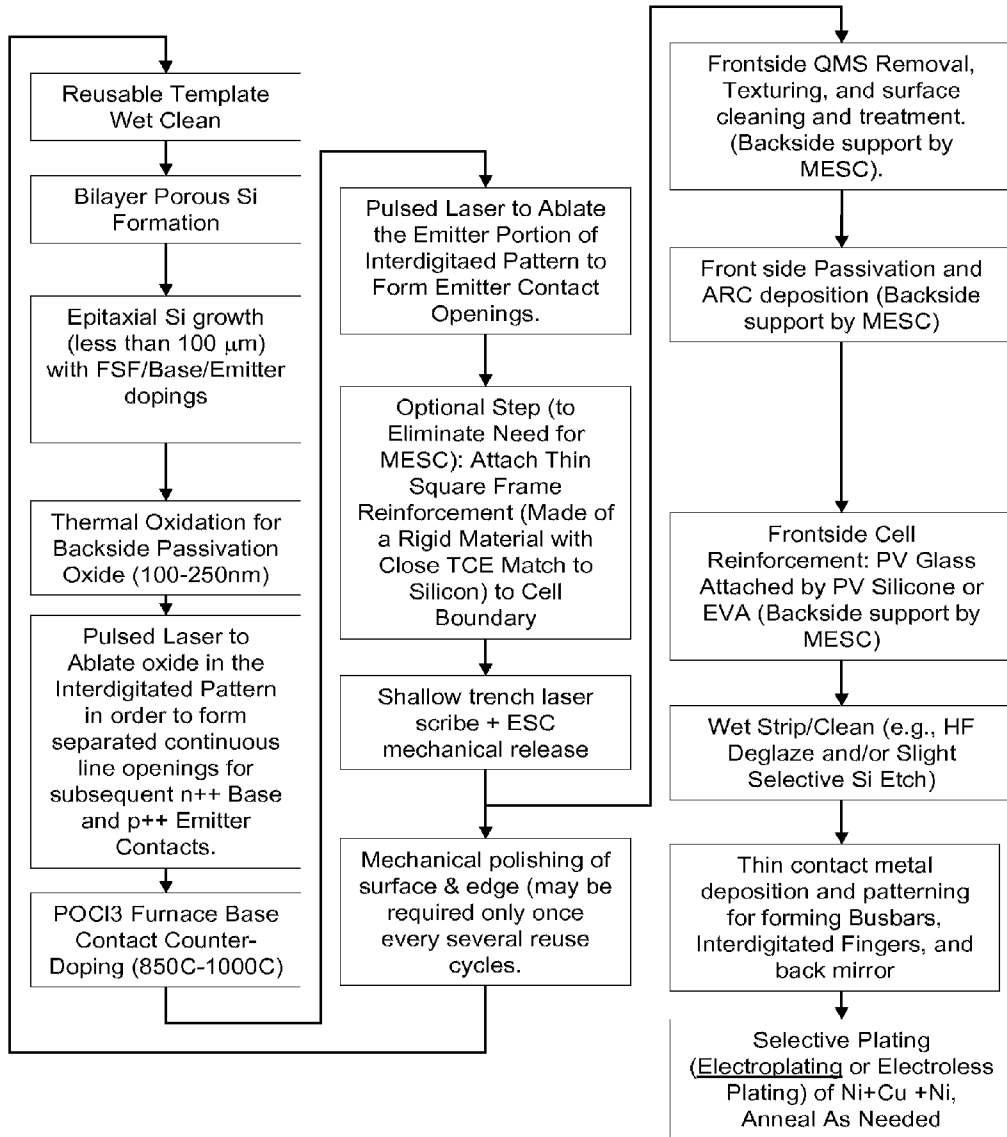 Reusable Template
Wet Clean
Bilayer Porous Si
Formation
Epitaxial Si growth
(less than 100 μm)
with FSF/Base/Emitter
dopings
Thermal Oxidation for
Backside Passivation
Oxide (100-250nm)
Pulsed Laser to
Ablate oxide in the
Interdigitated Pattern
in order to form
separated continuous
line openings for
subsequent n++ Base
and p++ Emitter
Contacts.
POCl3 Furnace Base
Contact Counter-
Doping (850C-1000C)
Pulsed Laser to Ablate
the Emitter Portion of
Interdigitaed Pattern to
Form Emitter Contact
Openings.
Optional Step (to
Eliminate Need for
MESC): Attach Thin
Square Frame
Reinforcement (Made of
a Rigid Material with
Close TCE Match to
Silicon) to Cell
Boundary
Shallow trench laser
scribe + ESC
mechanical release
Mechanical polishing of
surface & edge (may be
required only once
every several reuse
cycles.
Frontside QMS Removal,
Texturing, and surface
cleaning and treatment.
(Backside support by
MESC).
Front side Passivation and
ARC deposition (Backside
support by MESC)
Frontside Cell
Reinforcement: PV Glass
Attached by PV Silicone or
EVA (Backside support by
MESC)
Wet Strip/Clean (e.g., HF
Deglaze and/or Slight
Selective Si Etch)
Thin contact metal
deposition and patterning
for forming Busbars,
Interdigitated Fingers, and
back mirror
Selective Plating
(Electroplating or Electroless
Plating) of Ni+Cu +Ni,
Anneal As Needed